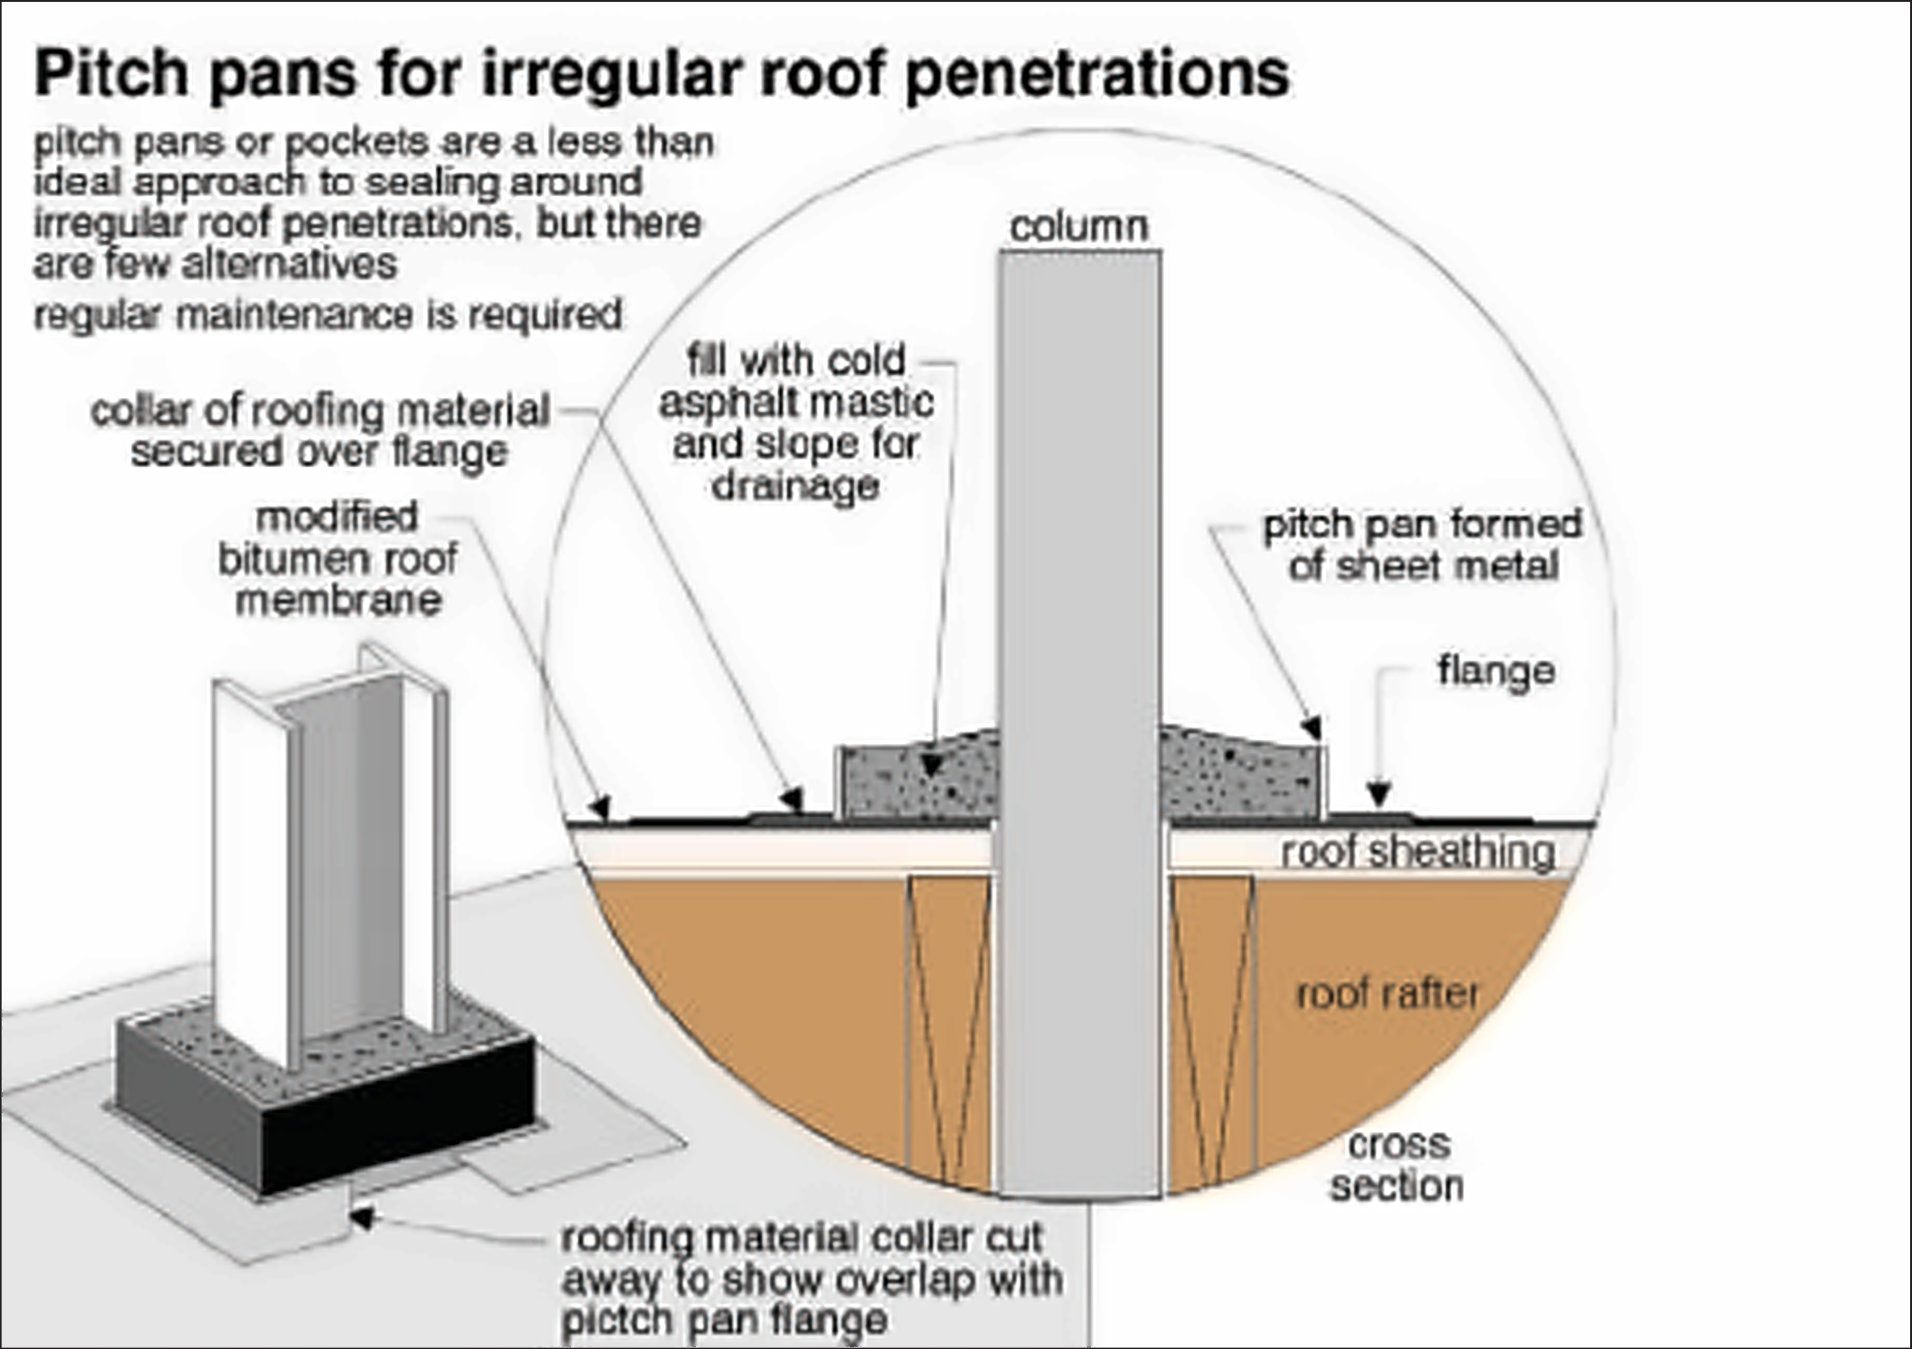 Pitch pans for irregular roof penetrations
pitch pans or pockets are a less than
ideal approach to sealing around
irregular roof penetrations, but there
are few alternatives
regular maintenance is required
column
fill with cold
asphalt mastic
and slope for
drainage
collar of roofing material
secured over flange
modified
bitumen roof
membrane
pitch pan formed
of sheet metal
flange
roof sheathing
roof rafter
cross
section
roofing material collar cut
away to show overlap with
pictch pan flange